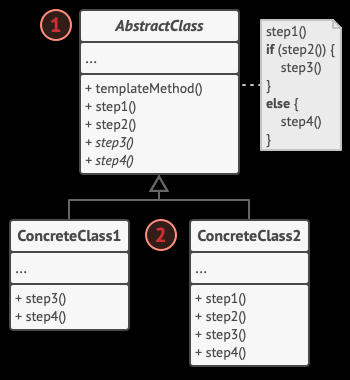 1
AbstractClass
...
+ templateMethod()
+ step1()
+ step2()
+ step3()
+ step4()
step1()
if (step2()) {
step3()
}
else {
step4()
}
2
ConcreteClass1
...
+ step3()
+ step4()
ConcreteClass2
...
+ step1()
+ step2()
+ step3()
+ step4()